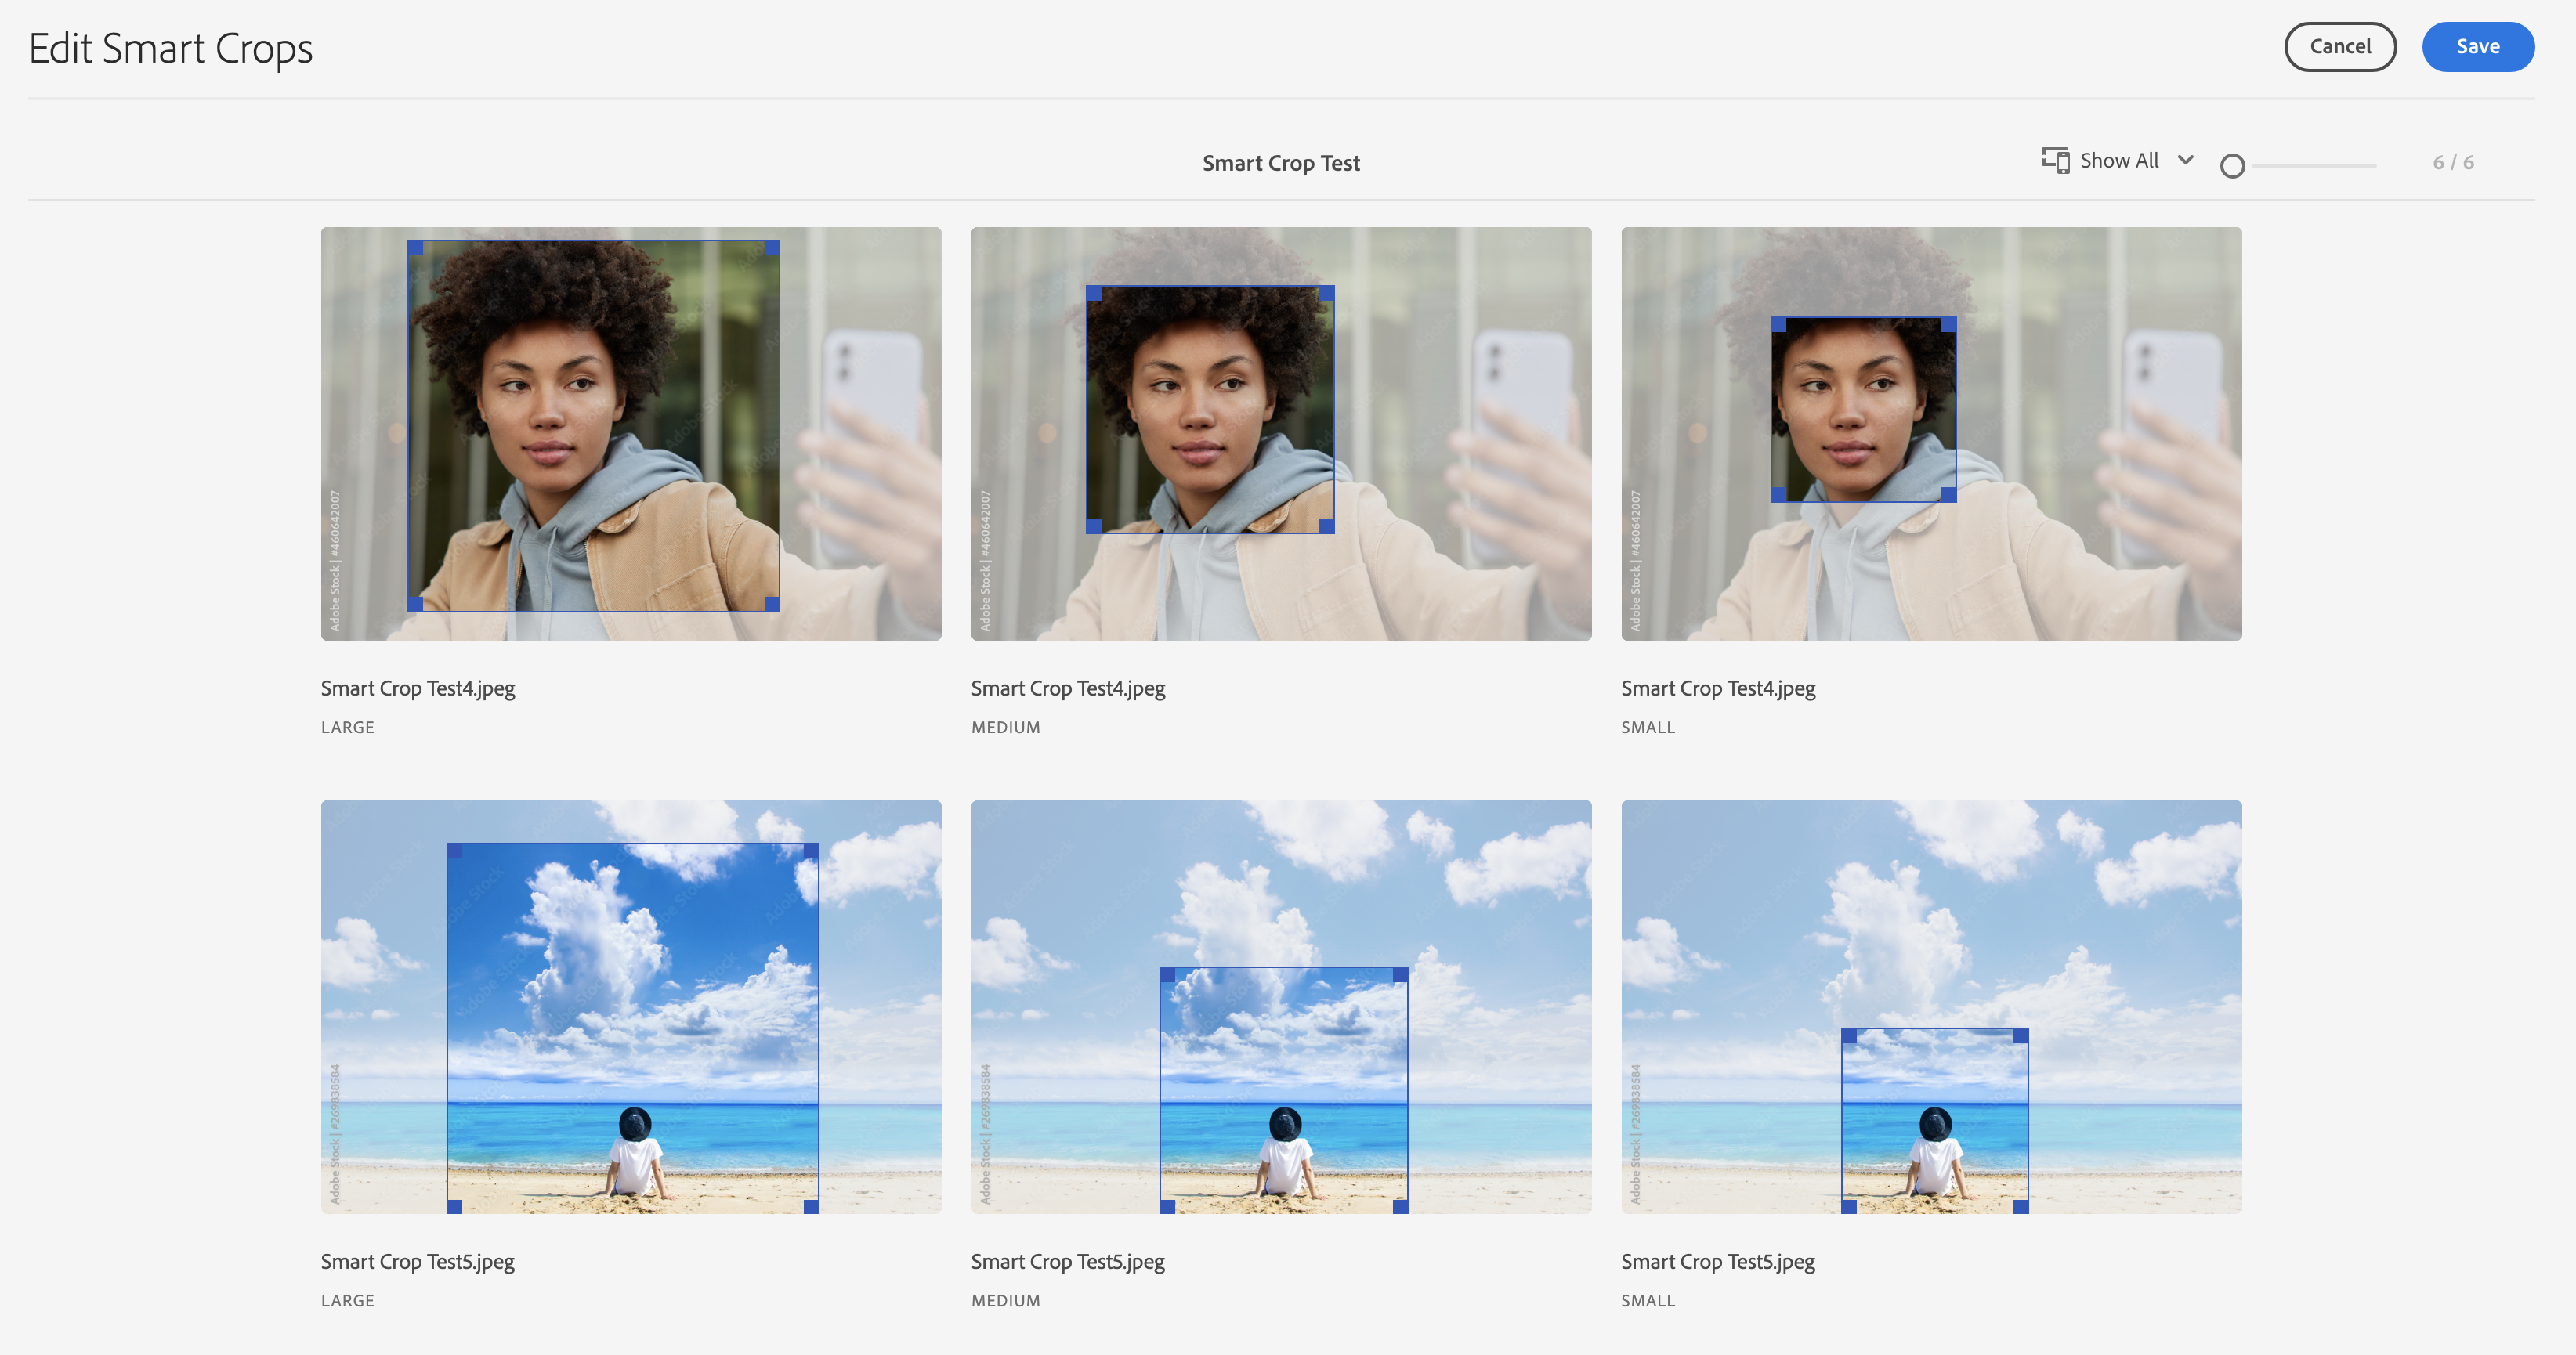 Edit Smart Crops
Cancel
Save
Smart Crop Test
Show All
6 / 6
Adobe Stock | #460642007
Adobe Stock | #460642007
Adobe Stock | #460642007
Smart Crop Test4.jpeg
Smart Crop Test4.jpeg
Smart Crop Test4.jpeg
LARGE
MEDIUM
SMALL
Adobe Stock | #269838584
Adobe Stock | #269838584
Adobe Stock | #269838584
Smart Crop Test5.jpeg
Smart Crop Test5.jpeg
Smart Crop Test5.jpeg
LARGE
MEDIUM
SMALL